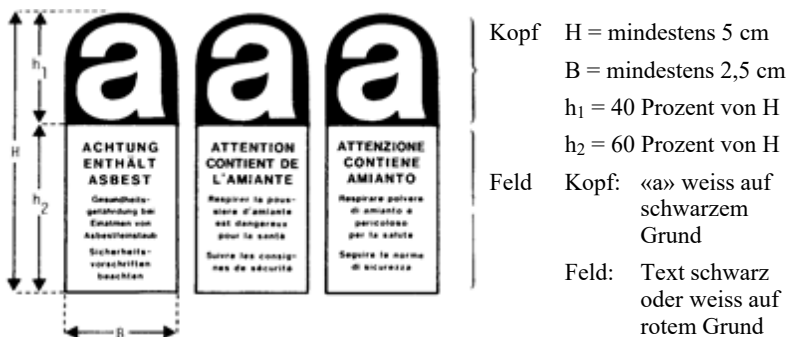 h1
H
h2
B
a
ACHTUNG
ENTHÄLT
ASBEST
Gesundheits-
gefährdung bei
Einatmen von
Asbestfeinstaub
Sicherheits-
vorschriften
beachten
a
ATTENTION
CONTIENT DE
L'AMIANTE
Respirer la pous-
sière d'amiante
est dangereux
pour la santé
Suivre les consig-
nes de sécurité
a
ATTENZIONE
CONTIENE
AMIANTO
Respirare polvere
di amianto è
pericoloso
per la salute
Seguire le norme
di sicurezza
Kopf H = mindestens 5 cm
B = mindestens 2,5 cm
h1 = 40 Prozent von H
h2 = 60 Prozent von H
Feld Kopf: «a» weiss auf
schwarzem
Grund
Feld: Text schwarz
oder weiss auf
rotem Grund